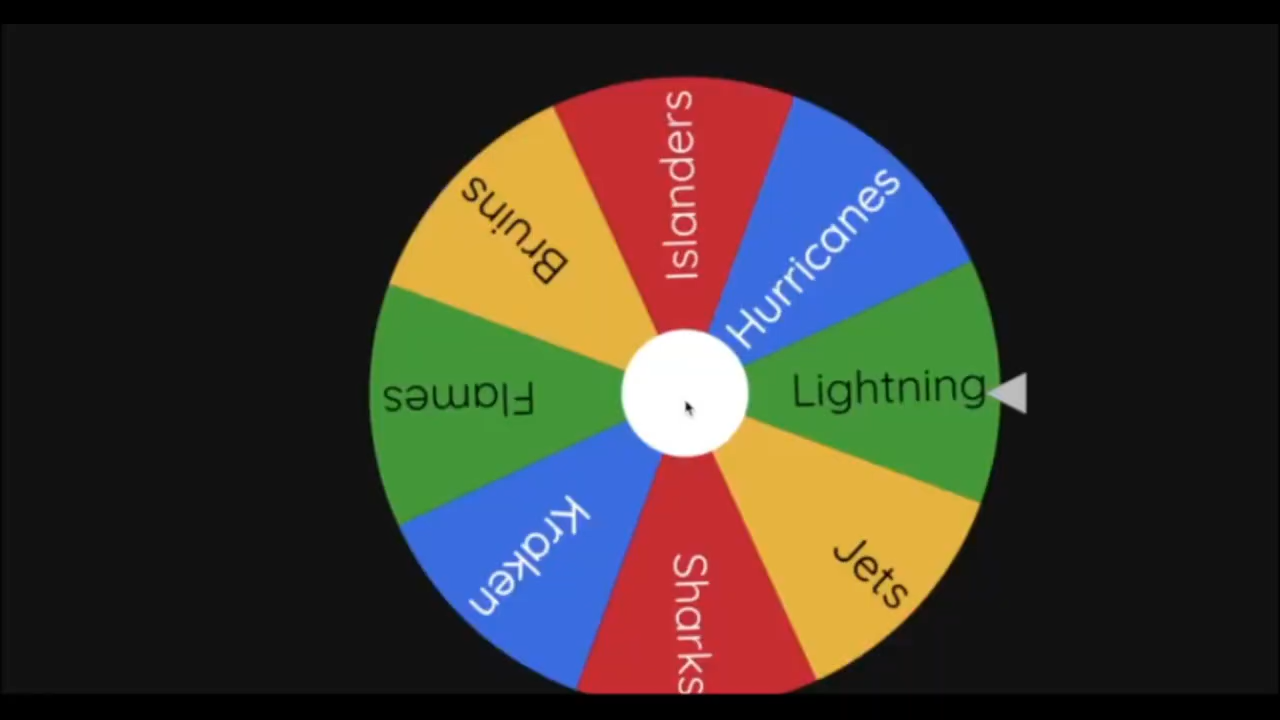 Islanders
Hurricanes
Lightning
Jets
Sharks
Kraken
Flames
Bruins